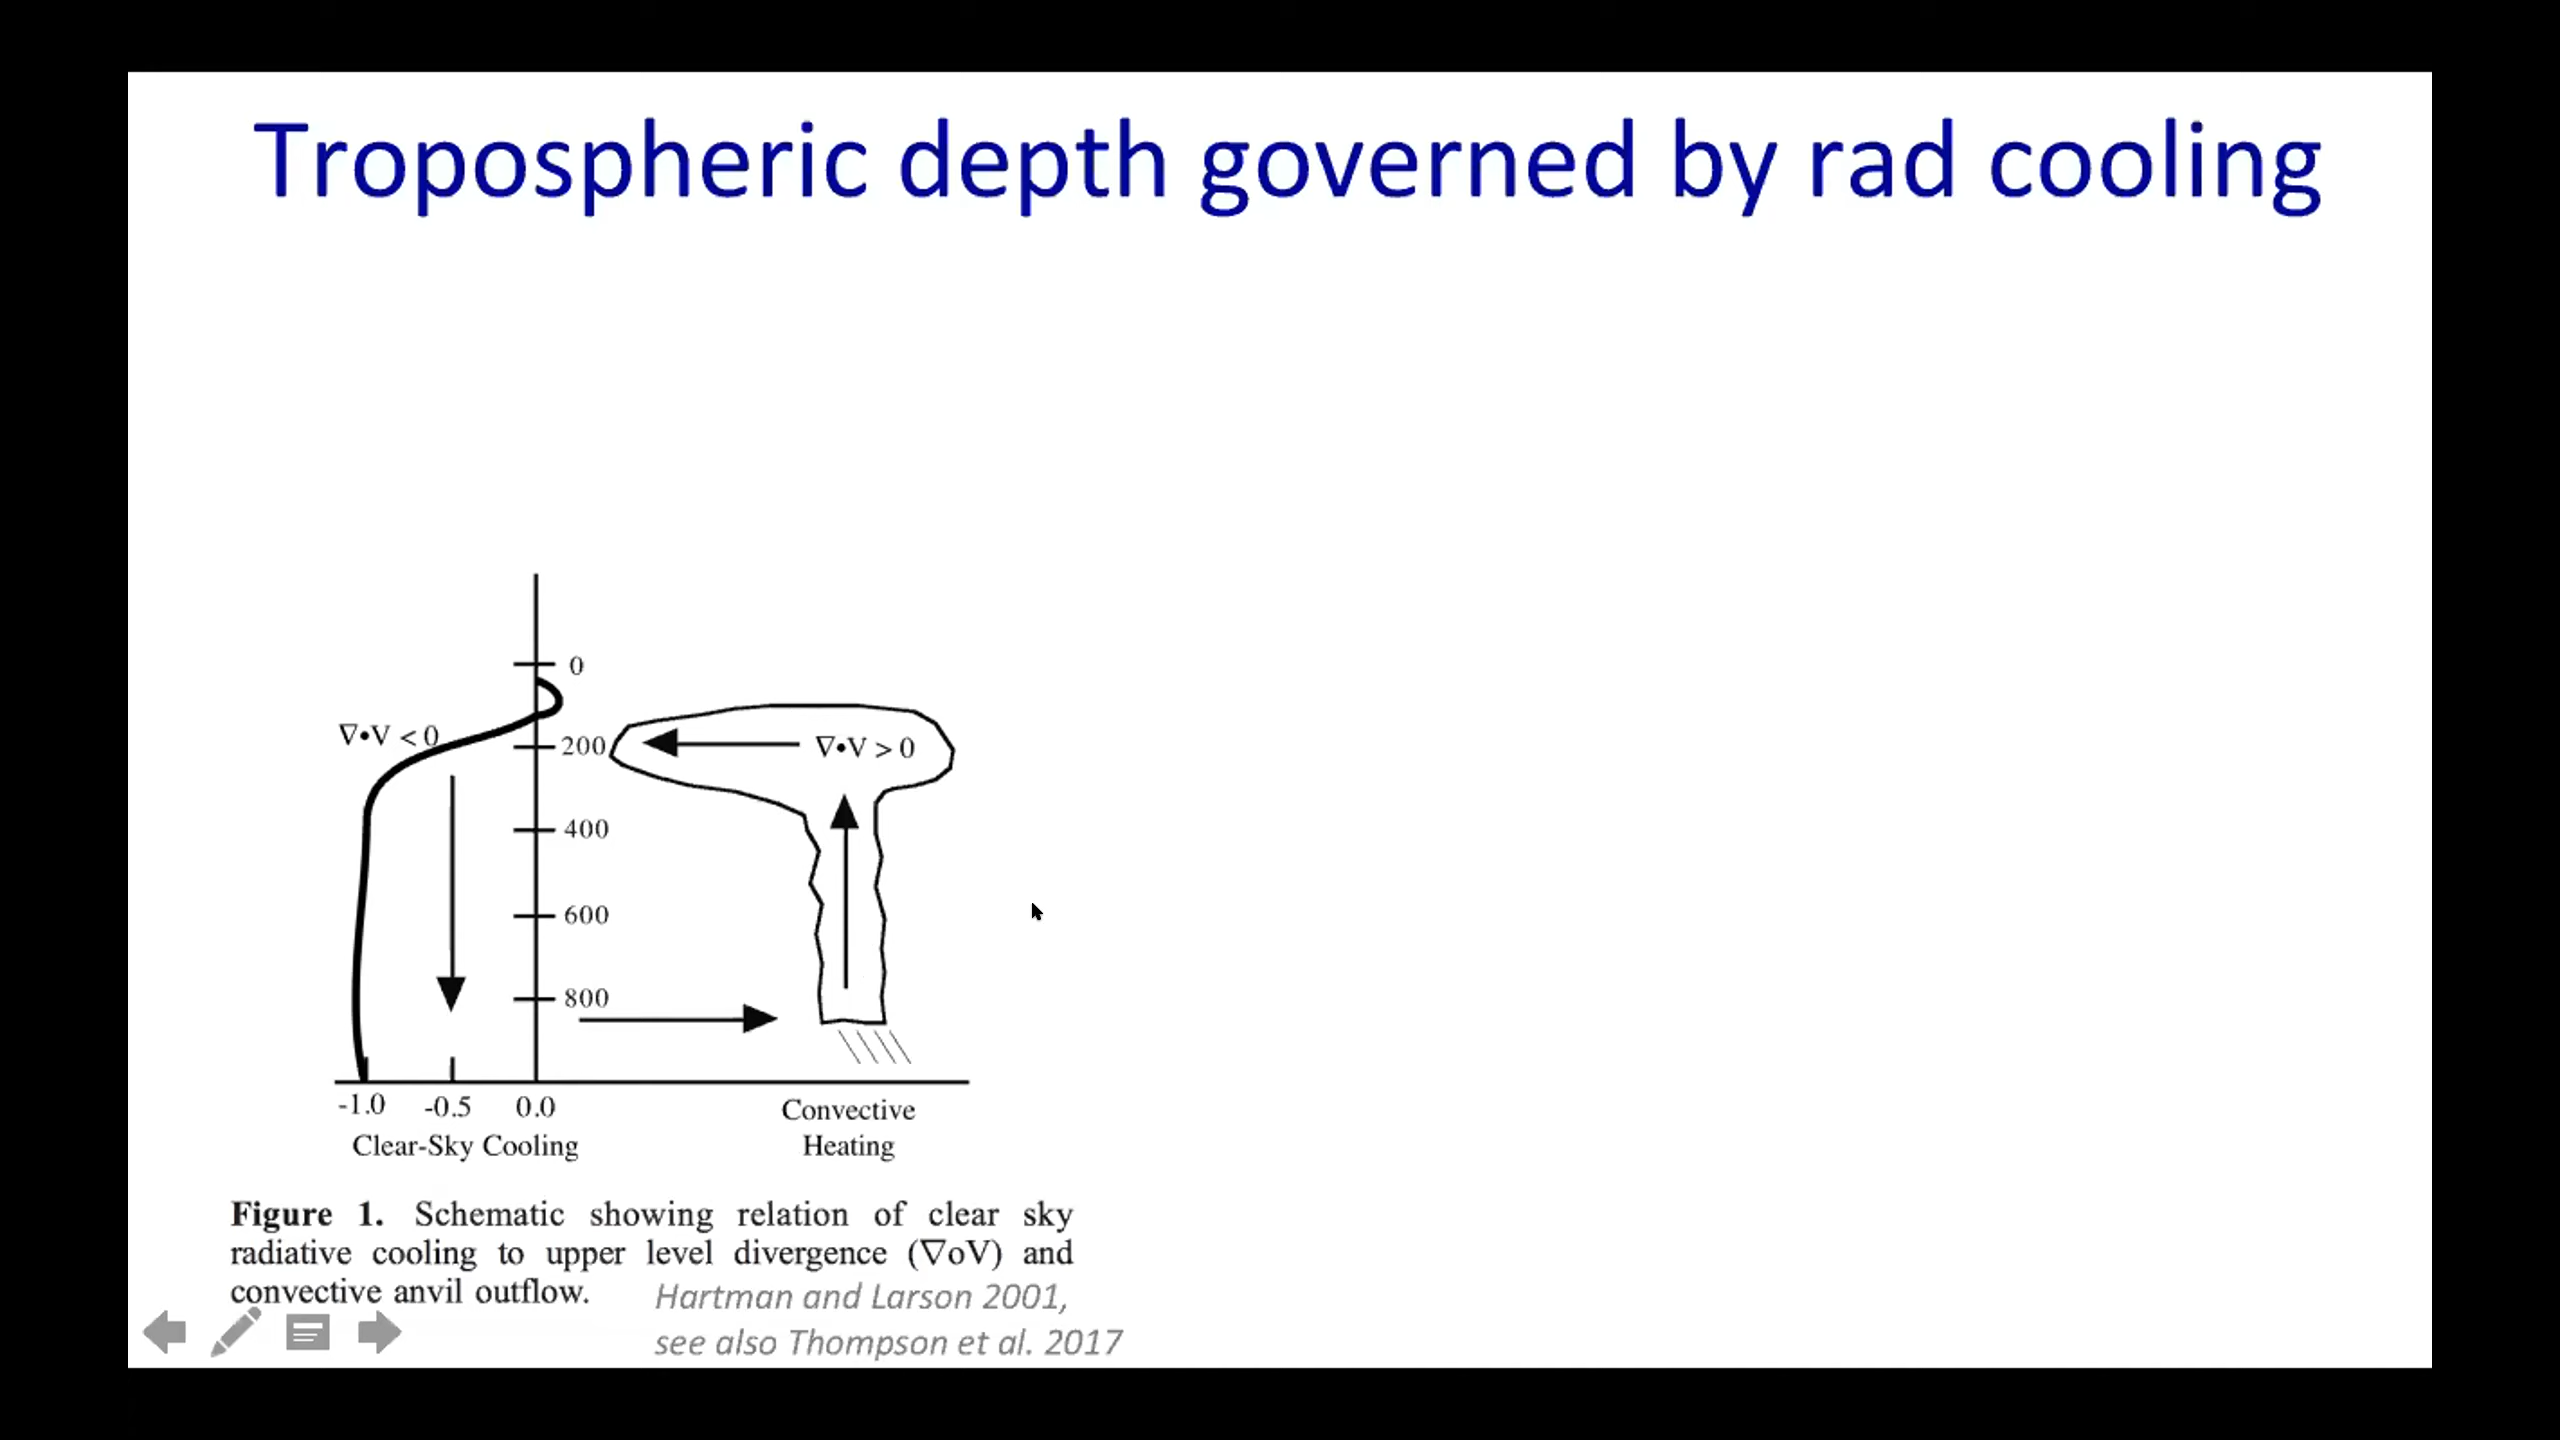 Tropospheric depth governed by rad cooling
0
∇•V < 0
200
∇•V > 0
400
600
800
-1.0 -0.5 0.0
Clear-Sky Cooling
Convective
Heating
Figure 1. Schematic showing relation of clear sky
radiative cooling to upper level divergence (∇oV) and
convective anvil outflow.
Hartman and Larson 2001,
see also Thompson et al. 2017